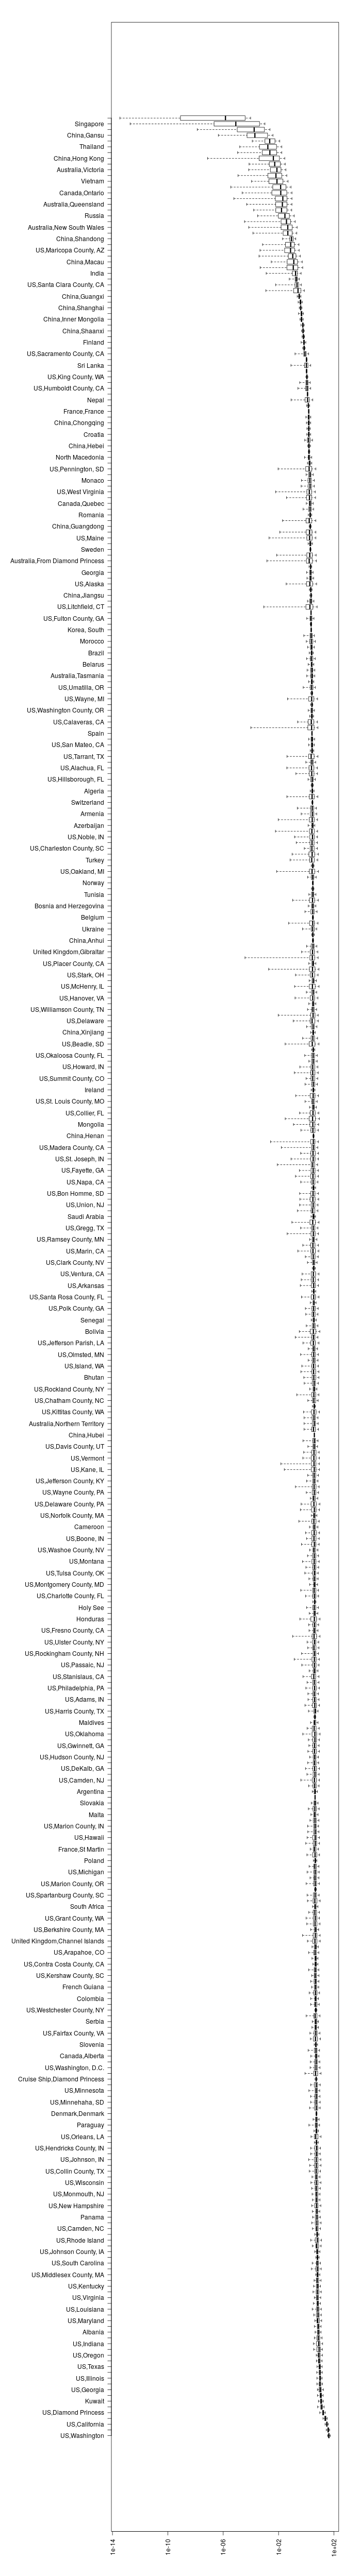 Singapore
China,Gansu
Thailand
China,Hong Kong
Australia,Victoria
Vietnam
Canada,Ontario
Australia,Queensland
Russia
Australia,New South Wales
China,Shandong
US,Maricopa County, AZ
China,Macau
India
US,Santa Clara County, CA
China,Guangxi
China,Shanghai
China,Inner Mongolia
China,Shaanxi
Finland
US,Sacramento County, CA
Sri Lanka
US,King County, WA
US,Humboldt County, CA
Nepal
France,France
China,Chongqing
Croatia
China,Hebei
North Macedonia
US,Pennington, SD
Monaco
US,West Virginia
Canada,Quebec
Romania
China,Guangdong
US,Maine
Sweden
Australia,From Diamond Princess
Georgia
US,Alaska
China,Jiangsu
US,Litchfield, CT
US,Fulton County, GA
Korea, South
Morocco
Brazil
Belarus
Australia,Tasmania
US,Umatilla, OR
US,Wayne, MI
US,Washington County, OR
US,Calaveras, CA
Spain
US,San Mateo, CA
US,Tarrant, TX
US,Alachua, FL
US,Hillsborough, FL
Algeria
Switzerland
Armenia
Azerbaijan
US,Noble, IN
US,Charleston County, SC
Turkey
US,Oakland, MI
Norway
Tunisia
Bosnia and Herzegovina
Belgium
Ukraine
China,Anhui
United Kingdom,Gibraltar
US,Placer County, CA
US,Stark, OH
US,McHenry, IL
US,Hanover, VA
US,Williamson County, TN
US,Delaware
China,Xinjiang
US,Beadle, SD
US,Okaloosa County, FL
US,Howard, IN
US,Summit County, CO
Ireland
US,St. Louis County, MO
US,Collier, FL
Mongolia
China,Henan
US,Madera County, CA
US,St. Joseph, IN
US,Fayette, GA
US,Napa, CA
US,Bon Homme, SD
US,Union, NJ
Saudi Arabia
US,Gregg, TX
US,Ramsey County, MN
US,Marin, CA
US,Clark County, NV
US,Ventura, CA
US,Arkansas
US,Santa Rosa County, FL
US,Polk County, GA
Senegal
Bolivia
US,Jefferson Parish, LA
US,Olmsted, MN
US,Island, WA
Bhutan
US,Rockland County, NY
US,Chatham County, NC
US,Kittitas County, WA
Australia,Northern Territory
China,Hubei
US,Davis County, UT
US,Vermont
US,Kane, IL
US,Jefferson County, KY
US,Wayne County, PA
US,Delaware County, PA
US,Norfolk County, MA
Cameroon
US,Boone, IN
US,Washoe County, NV
US,Montana
US,Tulsa County, OK
US,Montgomery County, MD
US,Charlotte County, FL
Holy See
Honduras
US,Fresno County, CA
US,Ulster County, NY
US,Rockingham County, NH
US,Passaic, NJ
US,Stanislaus, CA
US,Philadelphia, PA
US,Adams, IN
US,Harris County, TX
Maldives
US,Oklahoma
US,Gwinnett, GA
US,Hudson County, NJ
US,DeKalb, GA
US,Camden, NJ
Argentina
Slovakia
Malta
US,Marion County, IN
US,Hawaii
France,St Martin
Poland
US,Michigan
US,Marion County, OR
US,Spartanburg County, SC
South Africa
US,Grant County, WA
US,Berkshire County, MA
United Kingdom,Channel Islands
US,Arapahoe, CO
US,Contra Costa County, CA
US,Kershaw County, SC
French Guiana
Colombia
US,Westchester County, NY
Serbia
US,Fairfax County, VA
Slovenia
Canada,Alberta
US,Washington, D.C.
Cruise Ship,Diamond Princess
US,Minnesota
US,Minnehaha, SD
Denmark,Denmark
Paraguay
US,Orleans, LA
US,Hendricks County, IN
US,Johnson, IN
US,Collin County, TX
US,Wisconsin
US,Monmouth, NJ
US,New Hampshire
Panama
US,Camden, NC
US,Rhode Island
US,Johnson County, IA
US,South Carolina
US,Middlesex County, MA
US,Kentucky
US,Virginia
US,Louisiana
US,Maryland
Albania
US,Indiana
US,Oregon
US,Texas
US,Illinois
US,Georgia
Kuwait
US,Diamond Princess
US,California
US,Washington
1e-14
1e-10
1e-06
1e-02
1e+02